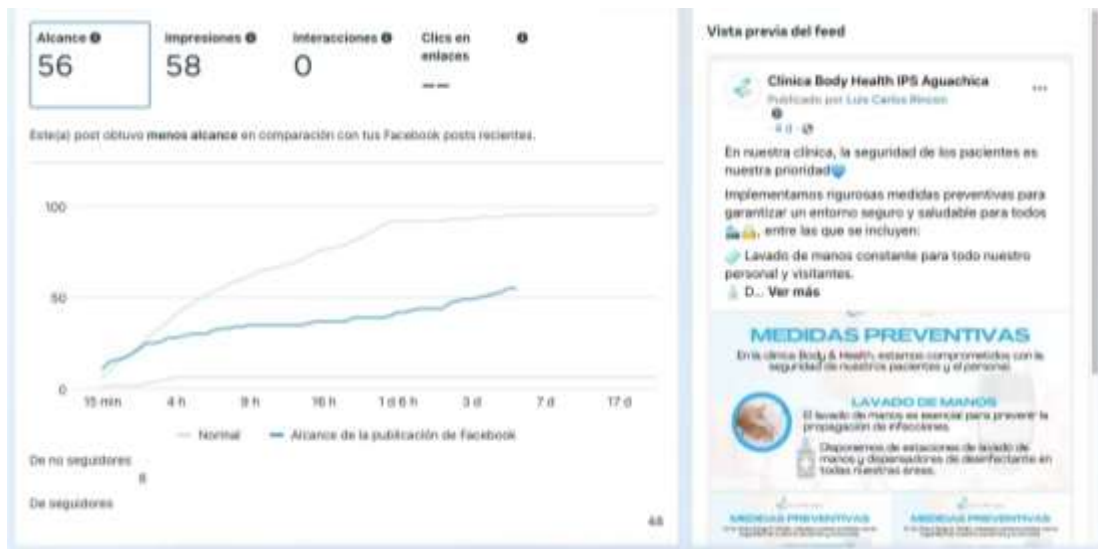 Alcance
56
Impresiones
58
Interacciones
0
Clics en
enlaces
--
Este(a) post obtuvo menos alcance en comparación con tus Facebook posts recientes.
100
50
0
15 min 4 h 9 h 16 h 1 d 6 h 3 d 7 d 17 d
Normal Alcance de la publicación de Facebook
De no seguidores
8
De seguidores
48
Vista previa del feed
Clínica Body Health IPS Aguachica
Publicado por Luis Carlos Rincón
4 d
En nuestra clínica, la seguridad de los pacientes es
nuestra prioridad💙
Implementamos rigurosas medidas preventivas para
garantizar un entorno seguro y saludable para todos
, entre las que se incluyen:
Lavado de manos constante para todo nuestro
personal y visitantes.
D... Ver más
MEDIDAS PREVENTIVAS
En la clínica Body & Health, estamos comprometidos con la
seguridad de nuestros pacientes y el personal.
LAVADO DE MANOS
El lavado de manos es esencial para prevenir la
propagación de infecciones.
Disponemos de estaciones de lavado de
manos y dispensadores de desinfectante en
todas nuestras áreas.
MEDIDAS PREVENTIVAS
MEDIDAS PREVENTIVAS